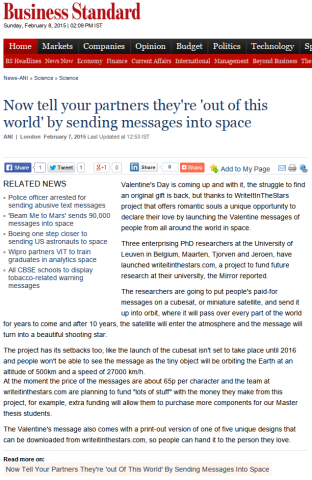 Business Standard
Sunday, February 8, 2015 | 02:09 PM IST
Home Markets Companies Opinion Budget Politics Technology Sp
BS Headlines News Now Economy Finance Current Affairs International Management Beyond Business The
News-ANI » Science » Science
Now tell your partners they're 'out of this
world' by sending messages into space
ANI | London February 7, 2015 Last Updated at 12:53 IST
Share 1 Tweet 1 +1 0 Share 0 Share Add to My Page
RELATED NEWS
Police officer arrested for
sending abusive text messages
'Beam Me to Mars' sends 90,000
messages into space
Boeing one step closer to
sending US astronauts to space
Wipro partners VIT to train
graduates in analytics space
All CBSE schools to display
tobacco-related warning
messages
Valentine's Day is coming up and with it, the struggle to find
an original gift is back, but thanks to WriteItInTheStars
project that offers romantic souls a unique opportunity to
declare their love by launching the Valentine messages of
people from all around the world in space.
Three enterprising PhD researchers at the University of
Leuven in Belgium, Maarten, Tjorven and Jeroen, have
launched writeitinthestars.com, a project to fund future
research at their university, the Mirror reported.
The researchers are going to put people's paid-for
messages on a cubesat, or miniature satellite, and send it
up into orbit, where it will pass over every part of the world
for years to come and after 10 years, the satellite will enter the atmosphere and the message will
turn into a beautiful shooting star.
The project has its setbacks too, like the launch of the cubesat isn't set to take place until 2016
and people won't be able to see the message as the tiny object will be orbiting the Earth at an
altitude of 500km and a speed of 27000 km/h.
At the moment the price of the messages are about 65p per character and the team at
writeitinthestars.com are planning to fund "lots of stuff" with the money they make from this
project, for example, extra funding will allow them to purchase more components for our Master
thesis students.
The Valentine's message also comes with a print-out version of one of five unique designs that
can be downloaded from writeitinthestars.com, so people can hand it to the person they love.
Read more on:
Now Tell Your Partners They're 'out Of This World' By Sending Messages Into Space